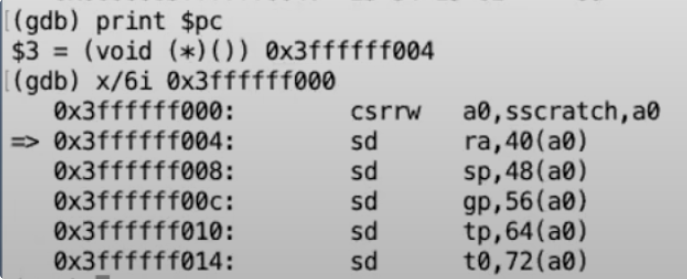 (gdb) print $pc
$3 = (void (*)()) 0x3ffffff004
(gdb) x/6i 0x3ffffff000
0x3ffffff000: csrrw a0,sscratch,a0
=> 0x3ffffff004: sd ra,40(a0)
0x3ffffff008: sd sp,48(a0)
0x3ffffff00c: sd gp,56(a0)
0x3ffffff010: sd tp,64(a0)
0x3ffffff014: sd t0,72(a0)